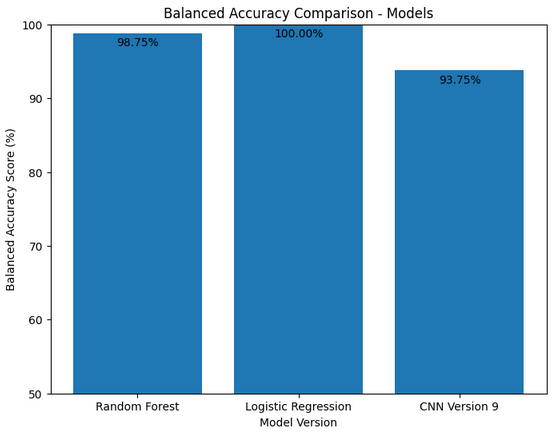 Balanced Accuracy Comparison - Models
Balanced Accuracy Score (%)
100
90
80
70
60
50
98.75%
100.00%
93.75%
Random Forest
Logistic Regression
CNN Version 9
Model Version